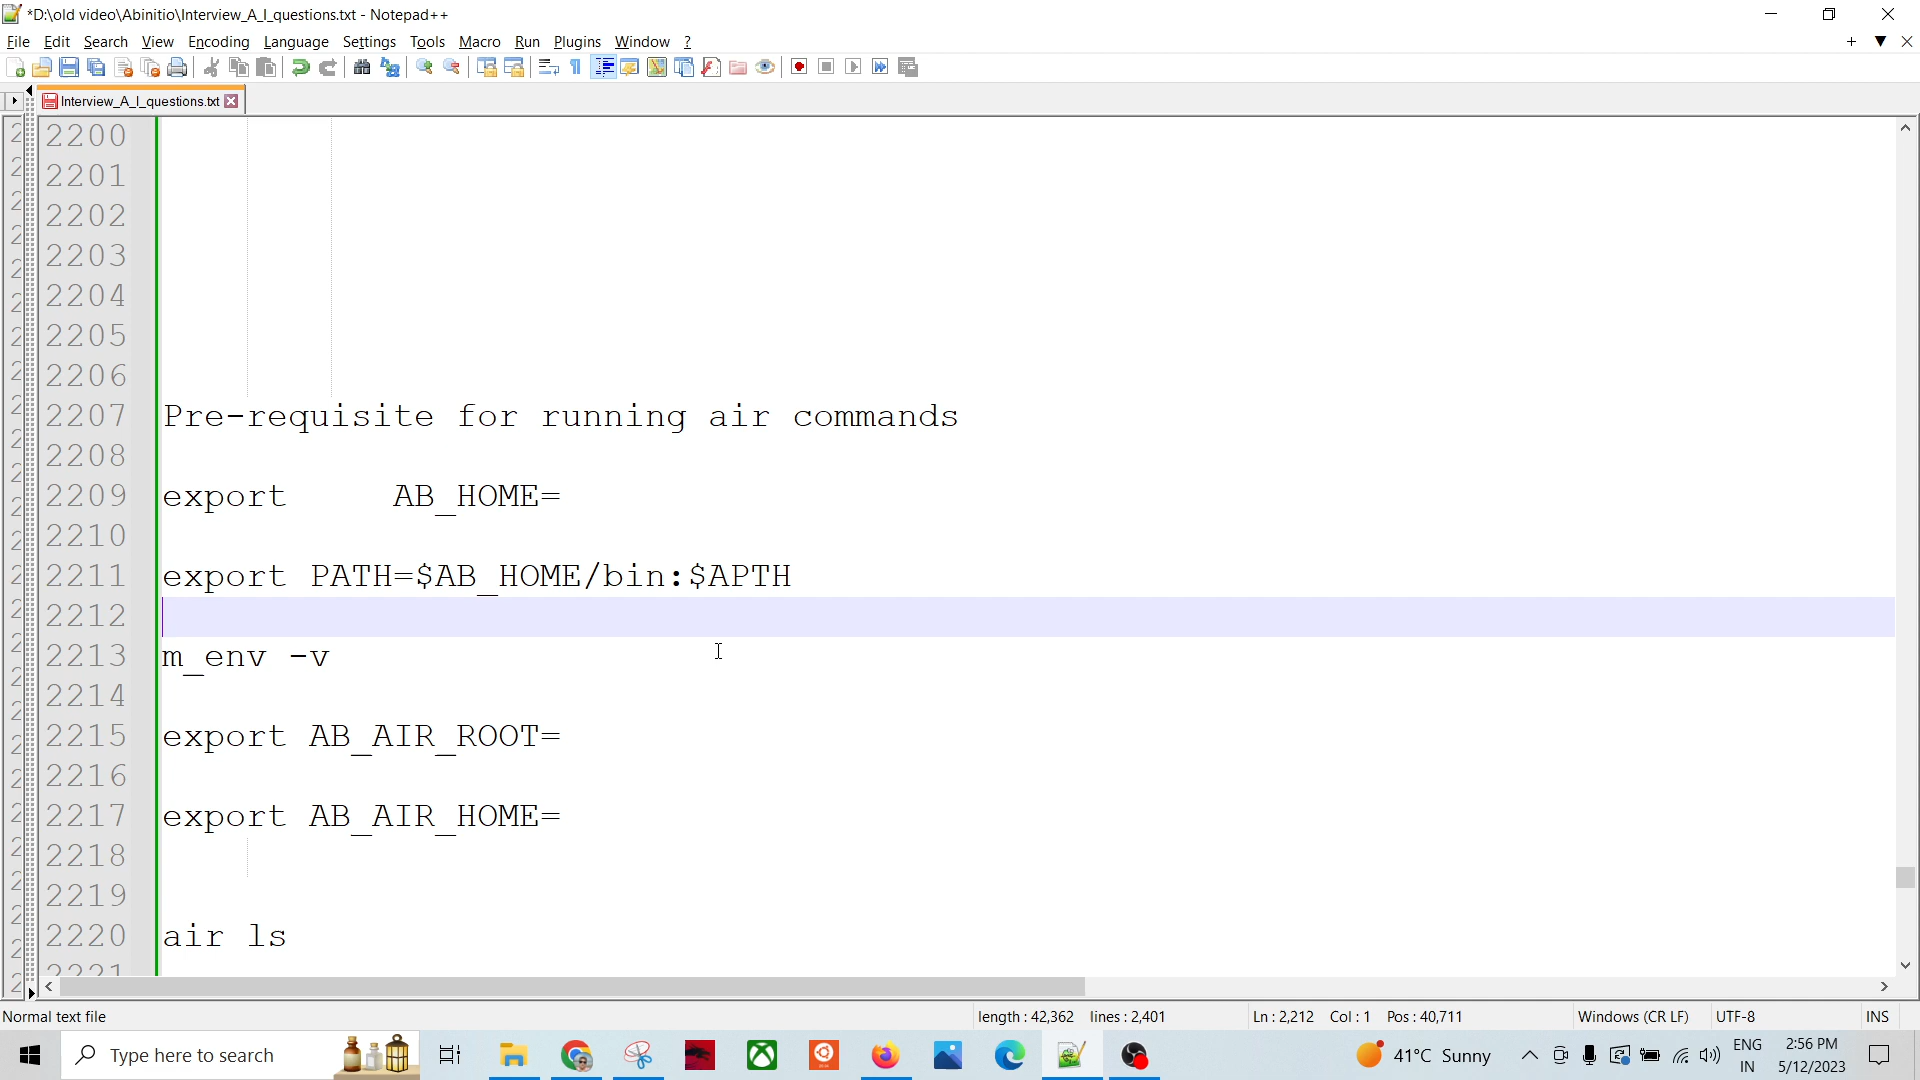 *D:\old video\Abinitio\Interview_A_I_questions.txt - Notepad++
File Edit Search View Encoding Language Settings Tools Macro Run Plugins Window ?
Interview_A_I_questions.txt
2200
2201
2202
2203
2204
2205
2206
2207 Pre-requisite for running air commands
2208
2209 export AB_HOME=
2210
2211 export PATH=$AB_HOME/bin:$APTH
2212
2213 m_env -v
2214
2215 export AB_AIR_ROOT=
2216
2217 export AB_AIR_HOME=
2218
2219
2220 air ls
2221
Normal text file length : 42,362 lines : 2,401 Ln : 2,212 Col : 1 Pos : 40,711 Windows (CR LF) UTF-8 INS
Type here to search 41°C Sunny ENG IN 2:56 PM 5/12/2023